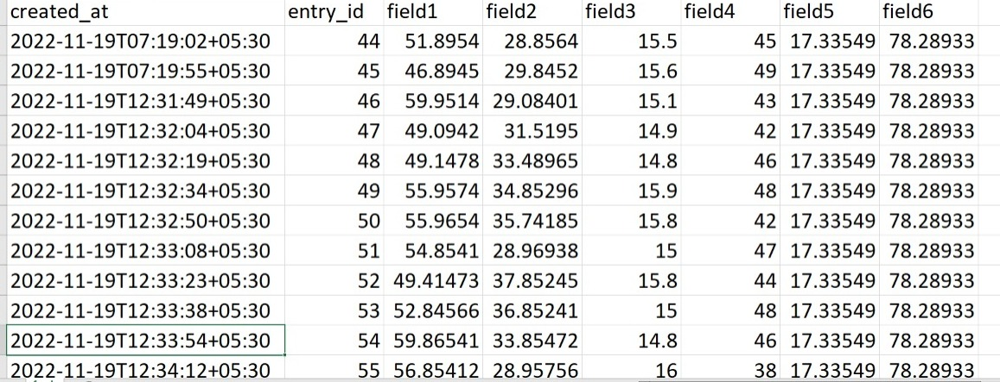 created_at entry_id field1 field2 field3 field4 field5 field6
2022-11-19T07:19:02+05:30 44 51.8954 28.8564 15.5 45 17.33549 78.28933
2022-11-19T07:19:55+05:30 45 46.8945 29.8452 15.6 49 17.33549 78.28933
2022-11-19T12:31:49+05:30 46 59.9514 29.08401 15.1 43 17.33549 78.28933
2022-11-19T12:32:04+05:30 47 49.0942 31.5195 14.9 42 17.33549 78.28933
2022-11-19T12:32:19+05:30 48 49.1478 33.48965 14.8 46 17.33549 78.28933
2022-11-19T12:32:34+05:30 49 55.9574 34.85296 15.9 48 17.33549 78.28933
2022-11-19T12:32:50+05:30 50 55.9654 35.74185 15.8 42 17.33549 78.28933
2022-11-19T12:33:08+05:30 51 54.8541 28.96938 15 47 17.33549 78.28933
2022-11-19T12:33:23+05:30 52 49.41473 37.85245 15.8 44 17.33549 78.28933
2022-11-19T12:33:38+05:30 53 52.84566 36.85241 15 48 17.33549 78.28933
2022-11-19T12:33:54+05:30 54 59.86541 33.85472 14.8 46 17.33549 78.28933
2022-11-19T12:34:12+05:30 55 56.85412 28.95756 16 38 17.33549 78.28933